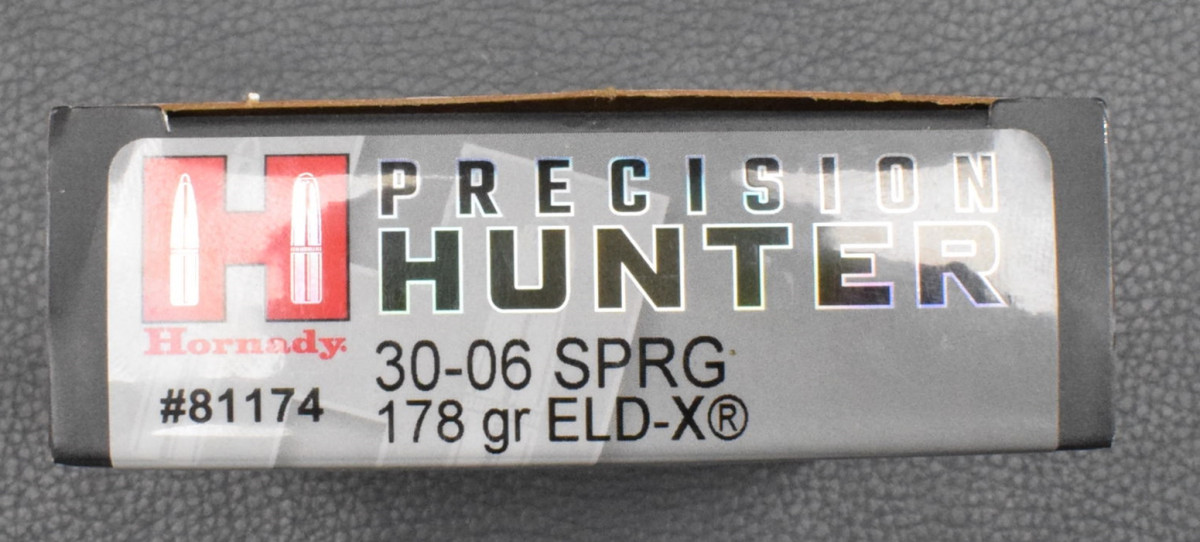 PRECISION
HUNTER
Hornady.
#81174
30-06 SPRG
178 gr ELD-X®